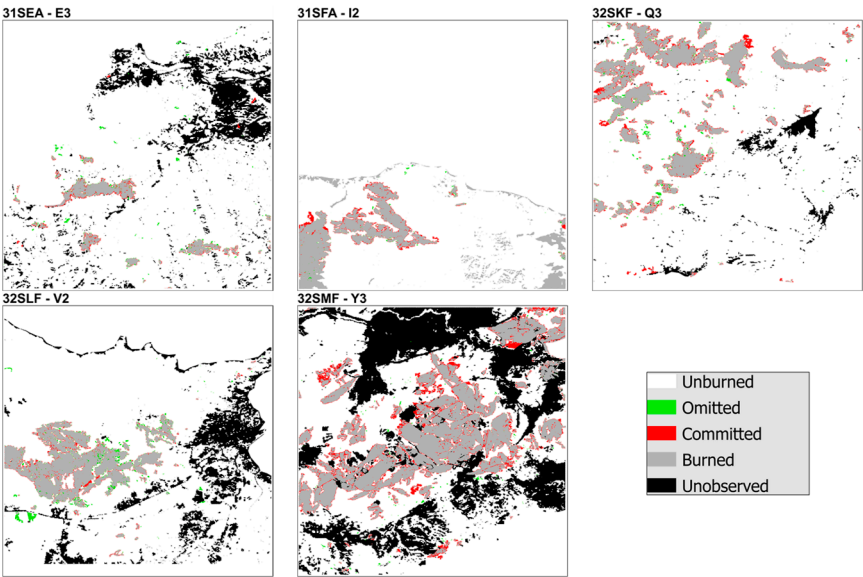 31SEA - E3
31SFA - I2
32SKF - Q3
32SLF - V2
32SMF - Y3
Unburned
Omitted
Committed
Burned
Unobserved